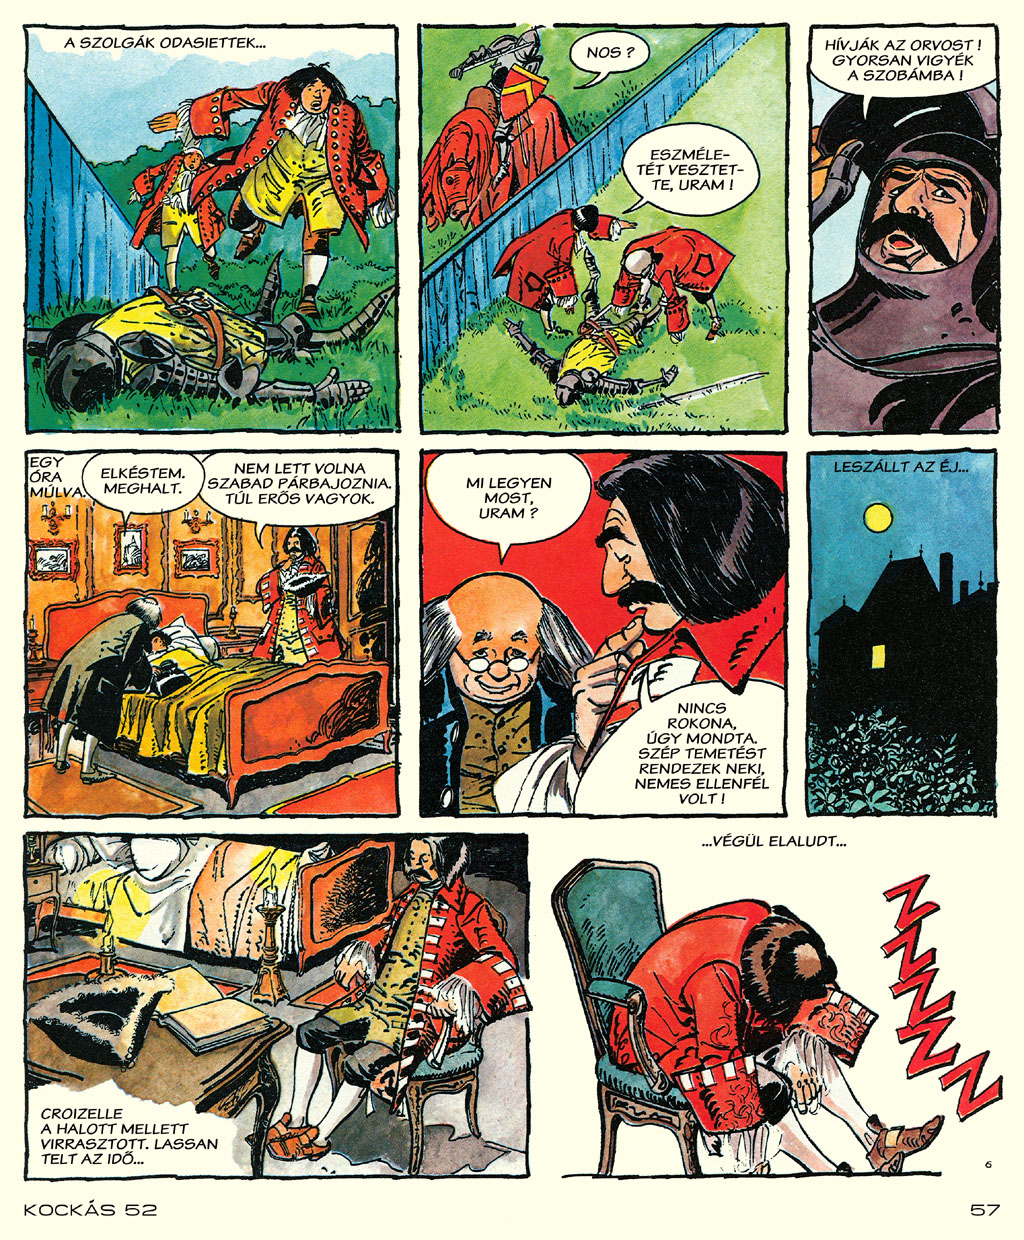 A SZOLGÁK ODASIETTEK...
NOS ?
ESZMÉLE-
TÉT VESZTET-
TE, URAM !
HÍVJÁK AZ ORVOST !
GYORSAN VIGYÉK
A SZOBÁMBA !
EGY
ÓRA
MÚLVA:
ELKÉSTEM.
MEGHALT.
NEM LETT VOLNA
SZABAD PÁRBAJOZNIA.
TÚL ERŐS VAGYOK.
MI LEGYEN
MOST,
URAM ?
NINCS
ROKONA,
ÚGY MONDTA.
SZÉP TEMETÉST
RENDEZEK NEKI,
NEMES ELLENFÉL
VOLT !
LESZÁLLT AZ ÉJ...
CROIZELLE
A HALOTT MELLETT
VIRRASZTOTT. LASSAN
TELT AZ IDŐ...
...VÉGÜL ELALUDT...
ZZZZZZ
6
KOCKÁS 52
57